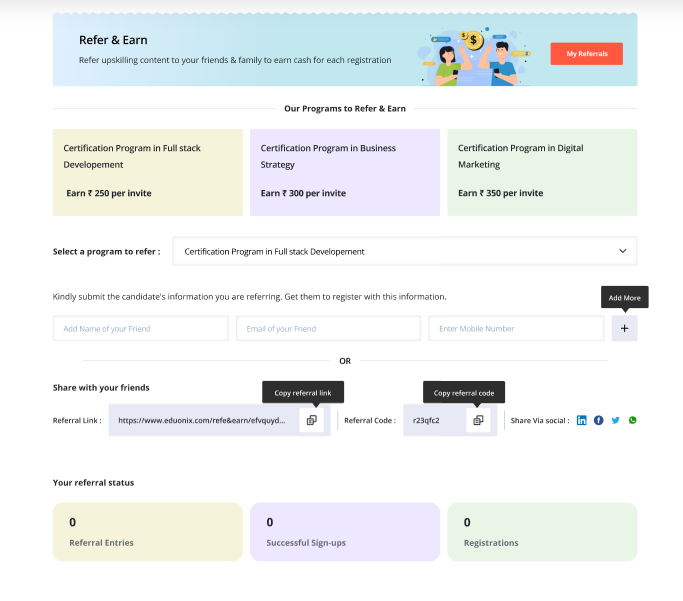 Refer & Earn
Refer upskilling content to your friends & family to earn cash for each registration
My Referrals
Our Programs to Refer & Earn
Certification Program in Full stack
Developement
Earn ₹ 250 per invite
Certification Program in Business
Strategy
Earn ₹ 300 per invite
Certification Program in Digital
Marketing
Earn ₹ 350 per invite
Select a program to refer :
Certification Program in Full stack Developement
Kindly submit the candidate's information you are referring. Get them to register with this information.
Add More
Add Name of your Friend
Email of your Friend
Enter Mobile Number
+
OR
Share with your friends
Copy referral link
Copy referral code
Referral Link :
https://www.eduonix.com/refe&earn/efvquyd...
Referral Code :
r23qfc2
Share Via social :
Your referral status
0
Referral Entries
0
Successful Sign-ups
0
Registrations